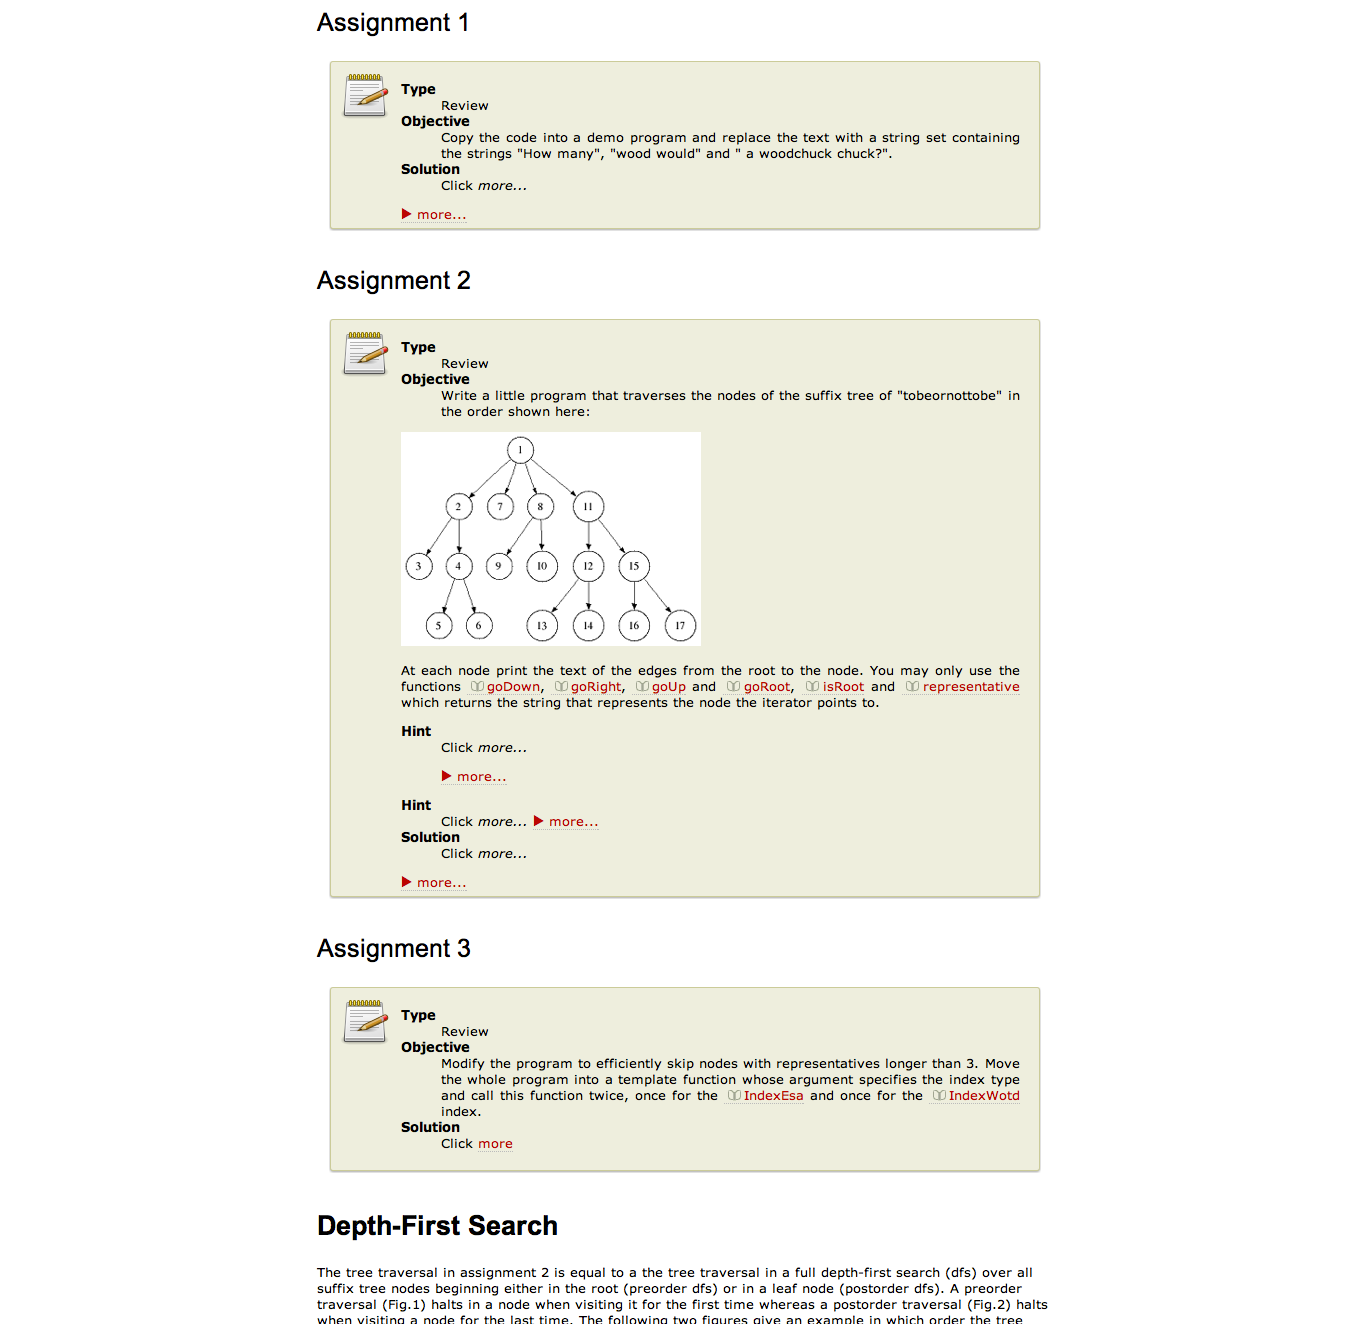 Assignment 1
Type
Review
Objective
Copy the code into a demo program and replace the text with a string set containing
the strings "How many", "wood would" and " a woodchuck chuck?".
Solution
Click more...
more...
Assignment 2
Type
Review
Objective
Write a little program that traverses the nodes of the suffix tree of "tobeornottobe" in
the order shown here:
1
2 7 8 11
3 4 9 10 12 15
5 6 13 14 16 17
At each node print the text of the edges from the root to the node. You may only use the
functions goDown, goRight, goUp and goRoot, isRoot and representative
which returns the string that represents the node the iterator points to.
Hint
Click more...
more...
Hint
Click more... more...
Solution
Click more...
more...
Assignment 3
Type
Review
Objective
Modify the program to efficiently skip nodes with representatives longer than 3. Move
the whole program into a template function whose argument specifies the index type
and call this function twice, once for the IndexEsa and once for the IndexWotd
index.
Solution
Click more
Depth-First Search
The tree traversal in assignment 2 is equal to a the tree traversal in a full depth-first search (dfs) over all
suffix tree nodes beginning either in the root (preorder dfs) or in a leaf node (postorder dfs). A preorder
traversal (Fig.1) halts in a node when visiting it for the first time whereas a postorder traversal (Fig.2) halts
when visiting a node for the last time. The following two figures give an example in which order the tree